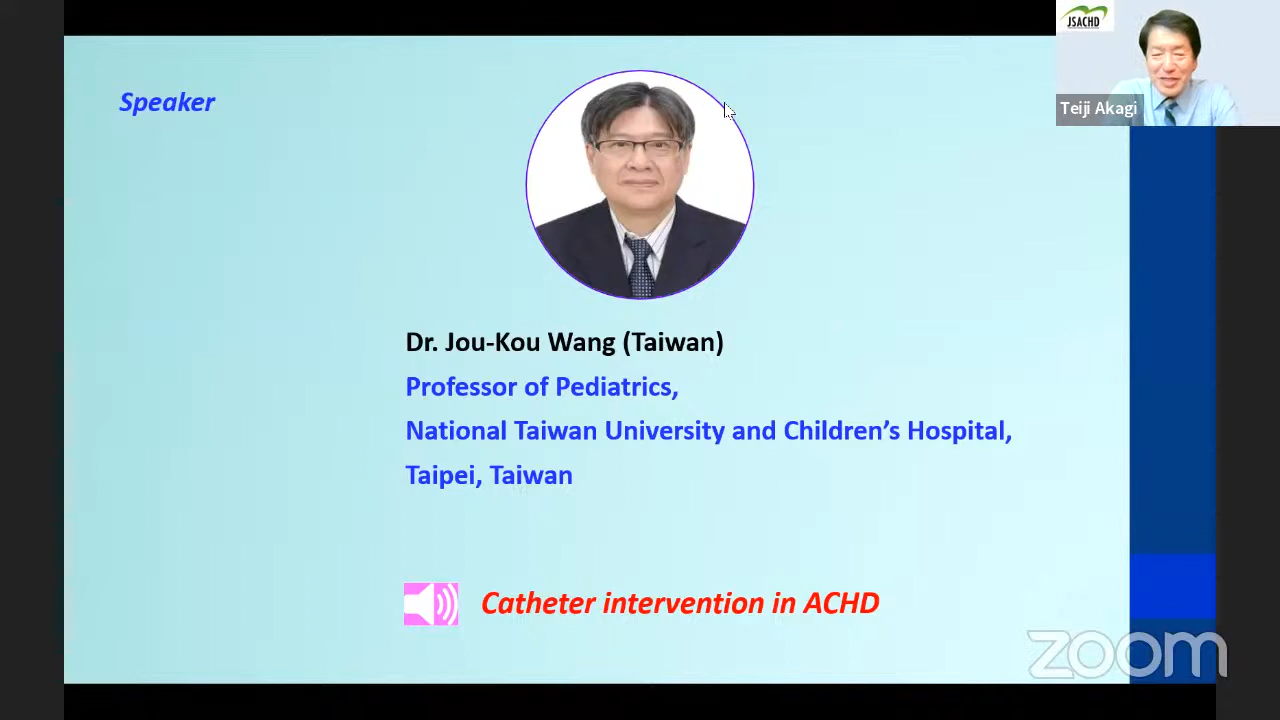 JSACHD
Teiji Akagi
Speaker
Dr. Jou-Kou Wang (Taiwan)
Professor of Pediatrics,
National Taiwan University and Children’s Hospital,
Taipei, Taiwan
Catheter intervention in ACHD
zoom